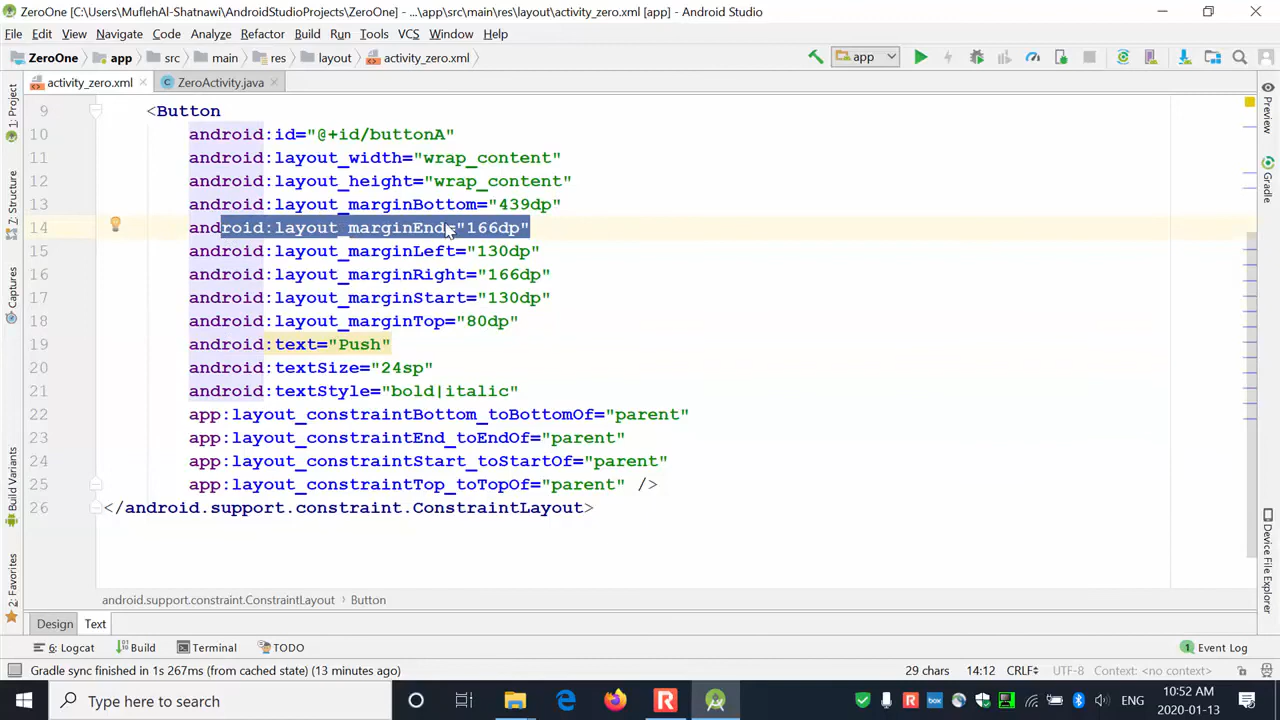 ZeroOne [C:\Users\MuflehAl-Shatnawi\AndroidStudioProjects\ZeroOne] - ...\app\src\main\res\layout\activity_zero.xml [app] - Android Studio
File Edit View Navigate Code Analyze Refactor Build Run Tools VCS Window Help
ZeroOne app src main res layout activity_zero.xml app
activity_zero.xml ZeroActivity.java
1: Project
7: Structure
Captures
Build Variants
2: Favorites
9 <Button
10 android:id="@+id/buttonA"
11 android:layout_width="wrap_content"
12 android:layout_height="wrap_content"
13 android:layout_marginBottom="439dp"
14 android:layout_marginEnd="166dp"
15 android:layout_marginLeft="130dp"
16 android:layout_marginRight="166dp"
17 android:layout_marginStart="130dp"
18 android:layout_marginTop="80dp"
19 android:text="Push"
20 android:textSize="24sp"
21 android:textStyle="bold|italic"
22 app:layout_constraintBottom_toBottomOf="parent"
23 app:layout_constraintEnd_toEndOf="parent"
24 app:layout_constraintStart_toStartOf="parent"
25 app:layout_constraintTop_toTopOf="parent" />
26 </android.support.constraint.ConstraintLayout>
Preview
Gradle
Device File Explorer
android.support.constraint.ConstraintLayout Button
Design Text
6: Logcat Build Terminal TODO 1 Event Log
Gradle sync finished in 1s 267ms (from cached state) (13 minutes ago) 29 chars 14:12 CRLF UTF-8 Context: <no context>
Type here to search R box R ENG 10:52 AM
2020-01-13